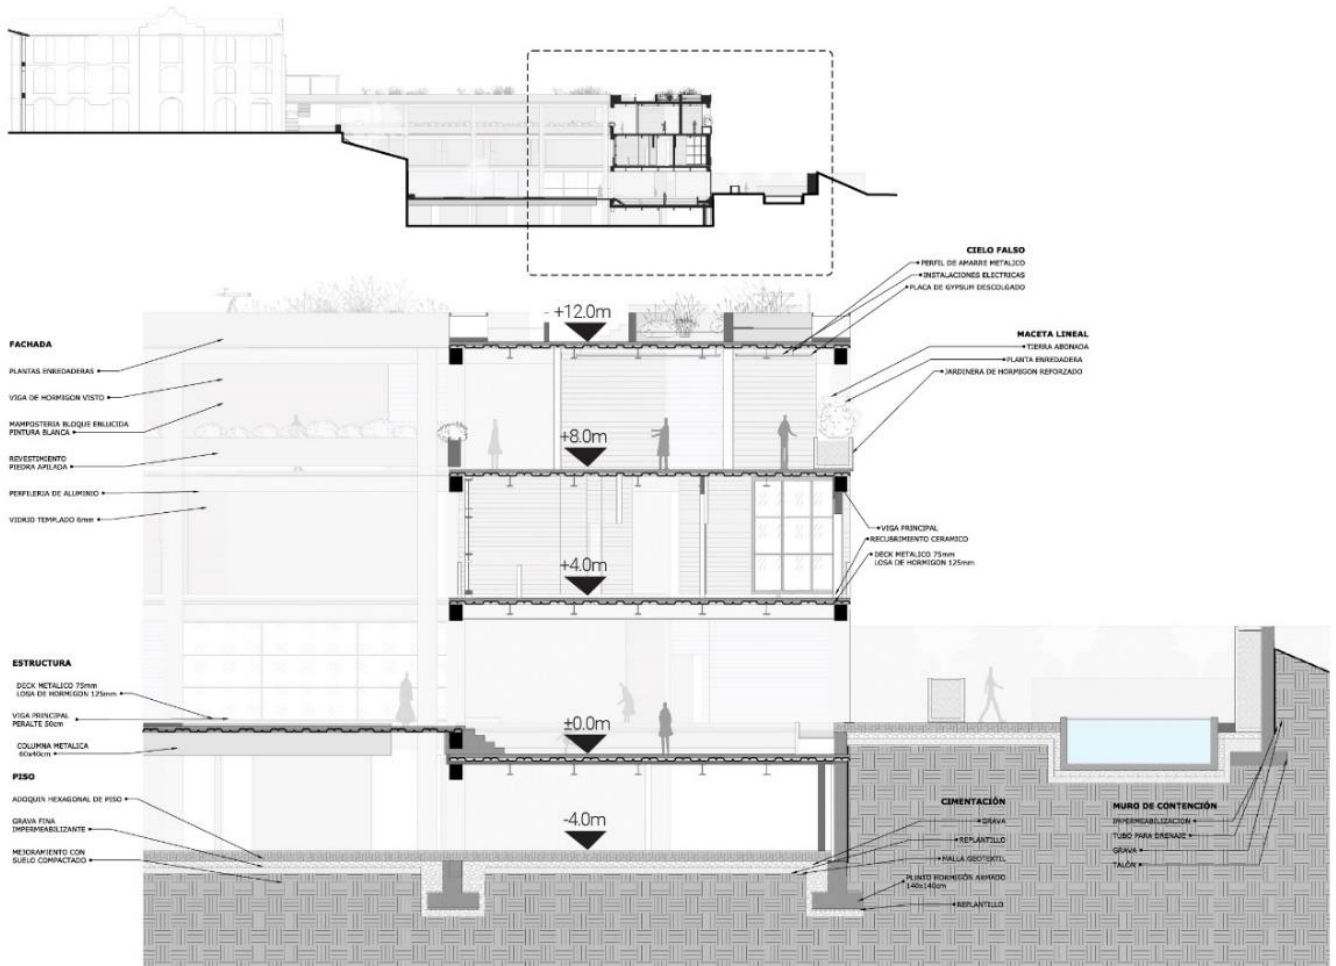 CIELO FALSO
PERFIL DE AMARRE METALICO
INSTALACIONES ELECTRICAS
PLACA DE GYPSUM DESCOLGADO
+12.0m
MACETA LINEAL
TIERRA ABONADA
PLANTA ENREDADERA
JARDINERA DE HORMIGON REFORZADO
FACHADA
PLANTAS ENREDADERAS
VIGA DE HORMIGON VISTO
MAMPOSTERIA BLOQUE ENLUCIDA
PINTURA BLANCA
REVESTIMIENTO
PIEDRA APILADA
PERFILERIA DE ALUMINIO
VIDRIO TEMPLADO 6mm
+8.0m
VIGA PRINCIPAL
RECUBRIMIENTO CERAMICO
DECK METALICO 75mm
LOSA DE HORMIGON 125mm
+4.0m
ESTRUCTURA
DECK METALICO 75mm
LOSA DE HORMIGON 125mm
VIGA PRINCIPAL
PERALTE 50cm
COLUMNA METALICA
60x40cm
±0.0m
PISO
ADOQUIN HEXAGONAL DE PISO
GRAVA FINA
IMPERMEABILIZANTE
MEJORAMIENTO CON
SUELO COMPACTADO
-4.0m
CIMENTACIÓN
GRAVA
REPLANTILLO
MALLA GEOTEXTIL
PLINTO HORMIGÓN ARMADO
140x140cm
REPLANTILLO
MURO DE CONTENCIÓN
IMPERMEABILIZACION
TUBO PARA DRENAJE
GRAVA
TALÓN